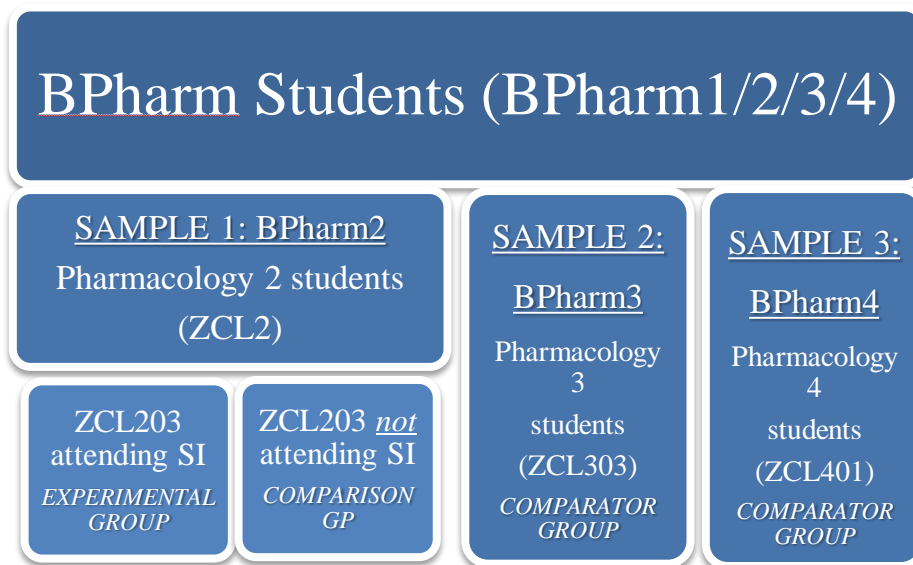 BPharm Students (BPharm1/2/3/4)
SAMPLE 1: BPharm2
Pharmacology 2 students
(ZCL2)
ZCL203
attending SI
EXPERIMENTAL
GROUP
ZCL203 not
attending SI
COMPARISON
GP
SAMPLE 2:
BPharm3
Pharmacology
3
students
(ZCL303)
COMPARATOR
GROUP
SAMPLE 3:
BPharm4
Pharmacology
4
students
(ZCL401)
COMPARATOR
GROUP